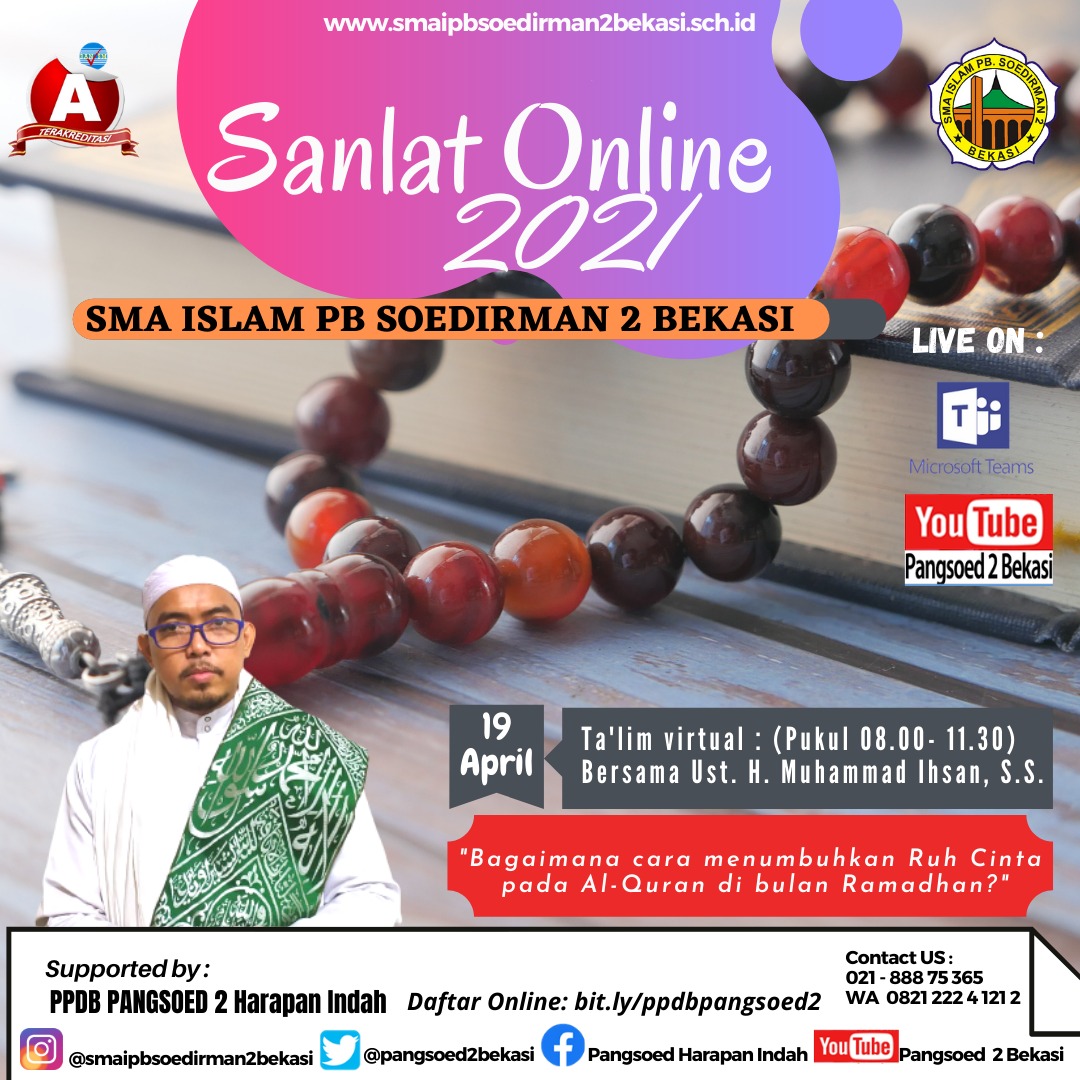 www.smaipbsoedirman2bekasi.sch.id
A
TERAKREDITASI
SMA ISLAM PB. SOEDIRMAN 2
BEKASI
Sanlat Online
2021
SMA ISLAM PB SOEDIRMAN 2 BEKASI
LIVE ON :
Microsoft Teams
YouTube
Pangsoed 2 Bekasi
19
April
Ta'lim virtual : (Pukul 08.00- 11.30)
Bersama Ust. H. Muhammad Ihsan, S.S.
"Bagaimana cara menumbuhkan Ruh Cinta
pada Al-Quran di bulan Ramadhan?"
Supported by :
PPDB PANGSOED 2 Harapan Indah
Daftar Online: bit.ly/ppdbpangsoed2
Contact US :
021 - 888 75 365
WA 0821 222 4 121 2
@smaipbsoedirman2bekasi
@pangsoed2bekasi
Pangsoed Harapan Indah
YouTube
Pangsoed 2 Bekasi